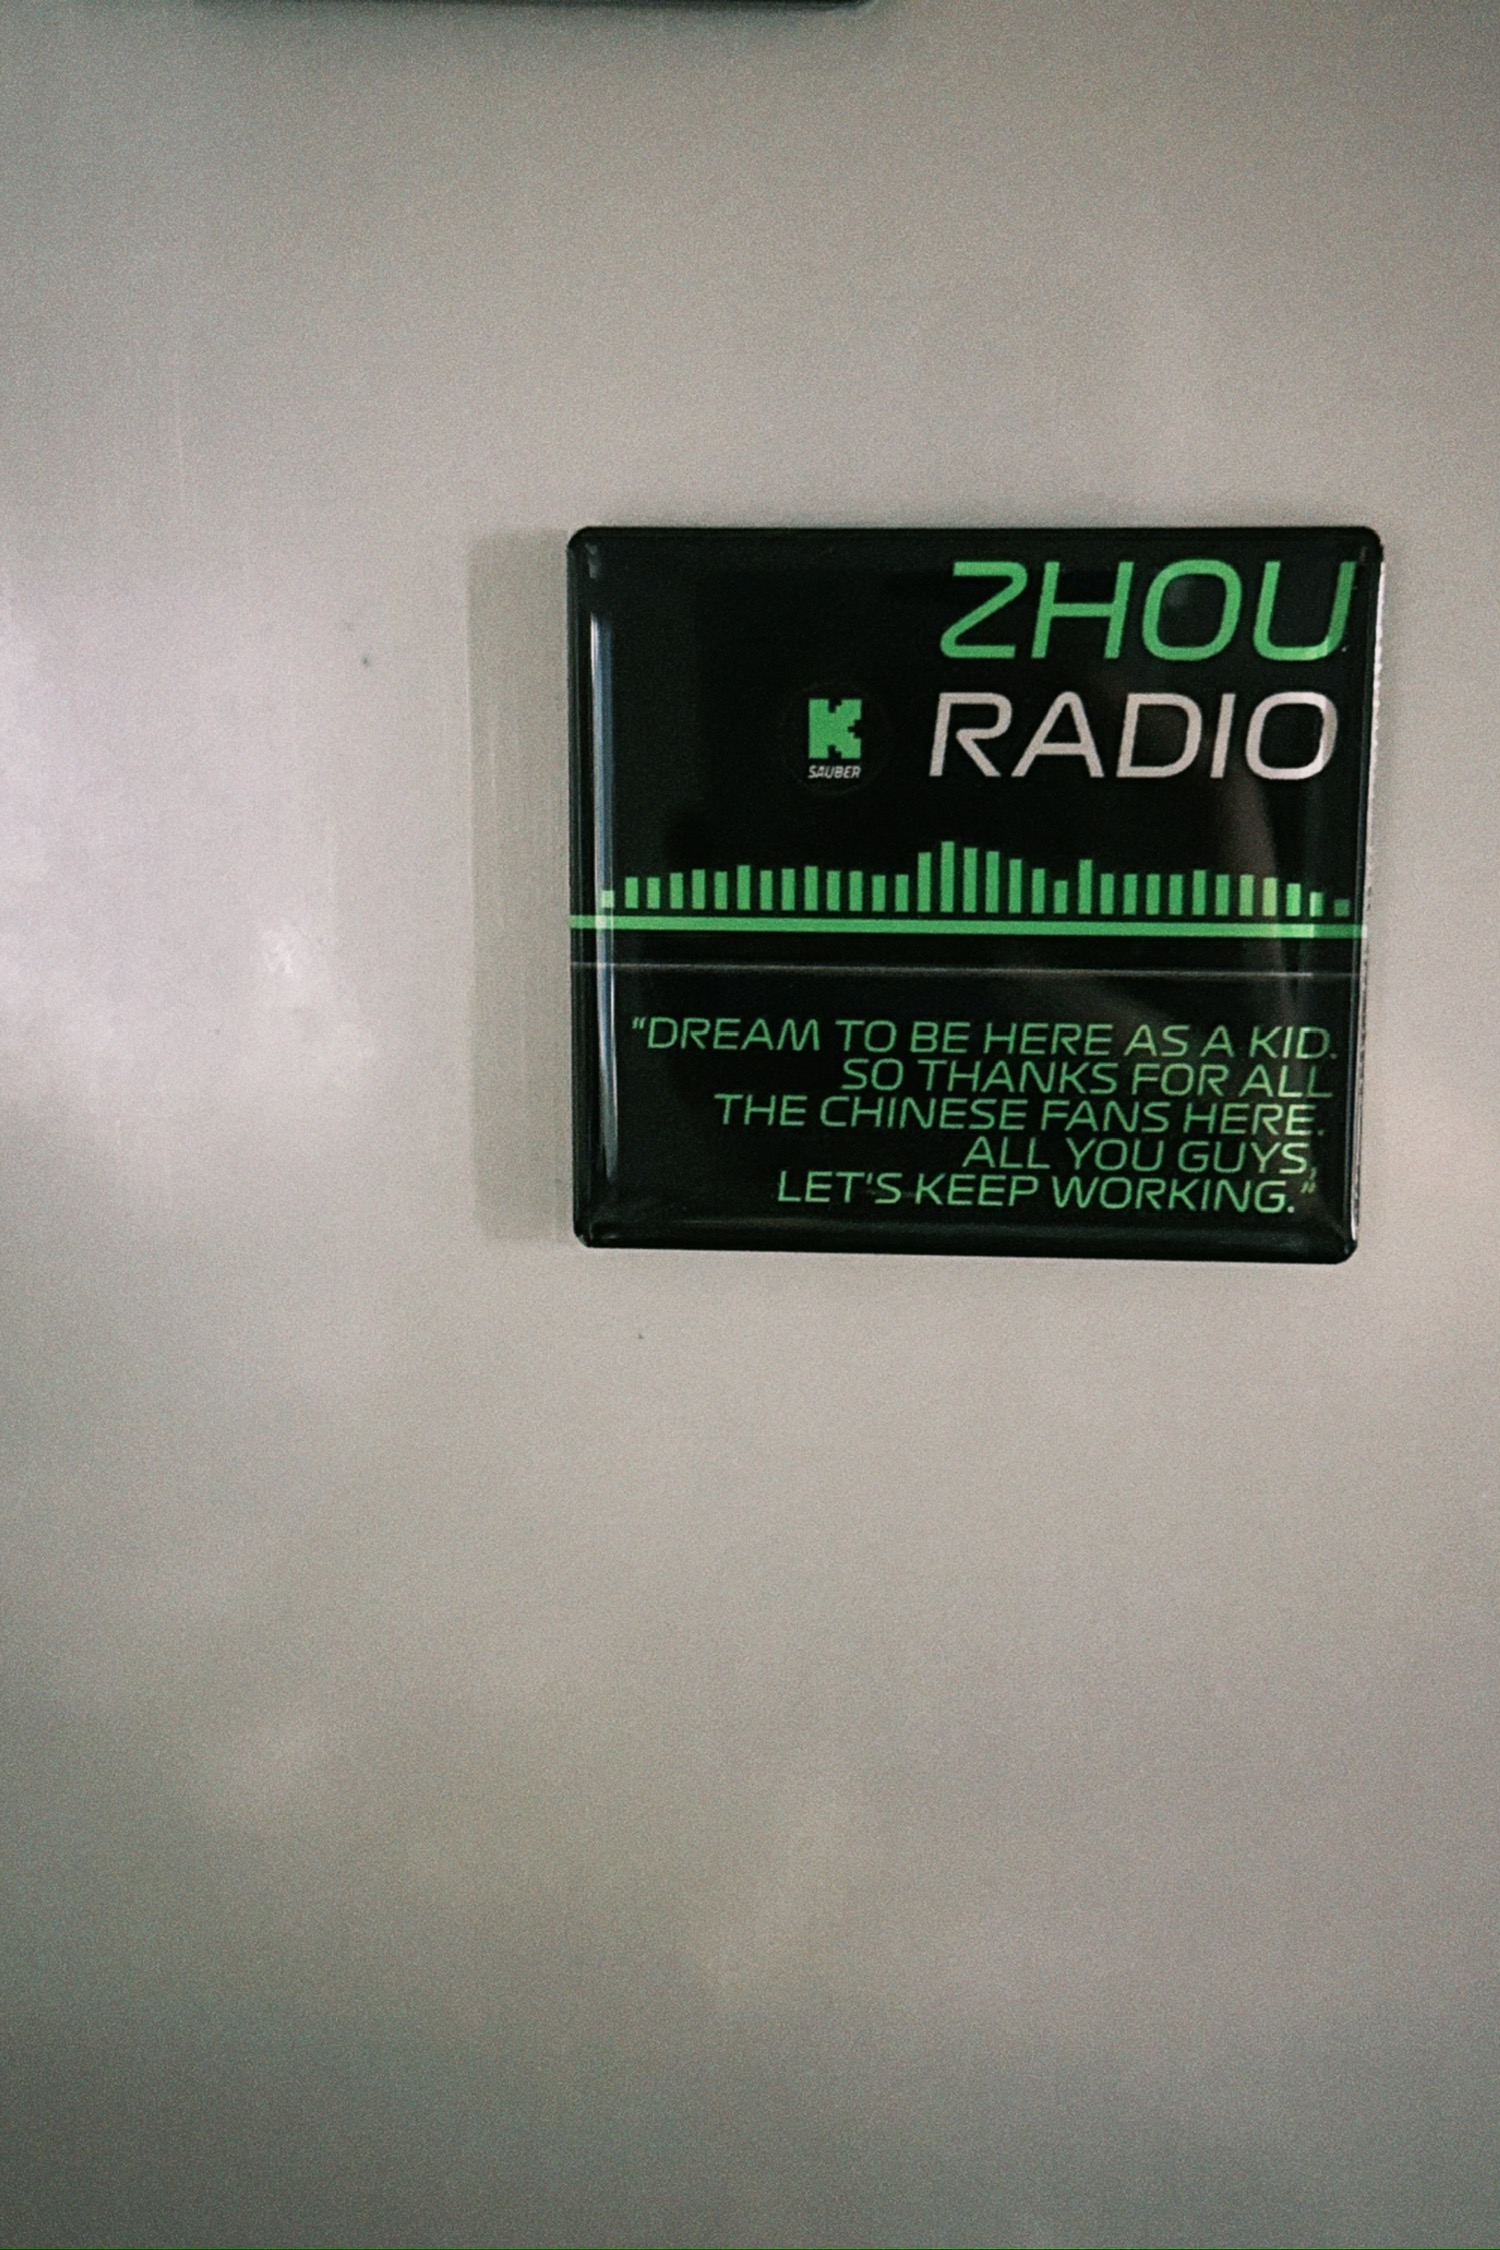 ZHOU
K
SAUBER
RADIO
“DREAM TO BE HERE AS A KID.
SO THANKS FOR ALL
THE CHINESE FANS HERE.
ALL YOU GUYS,
LET'S KEEP WORKING.”